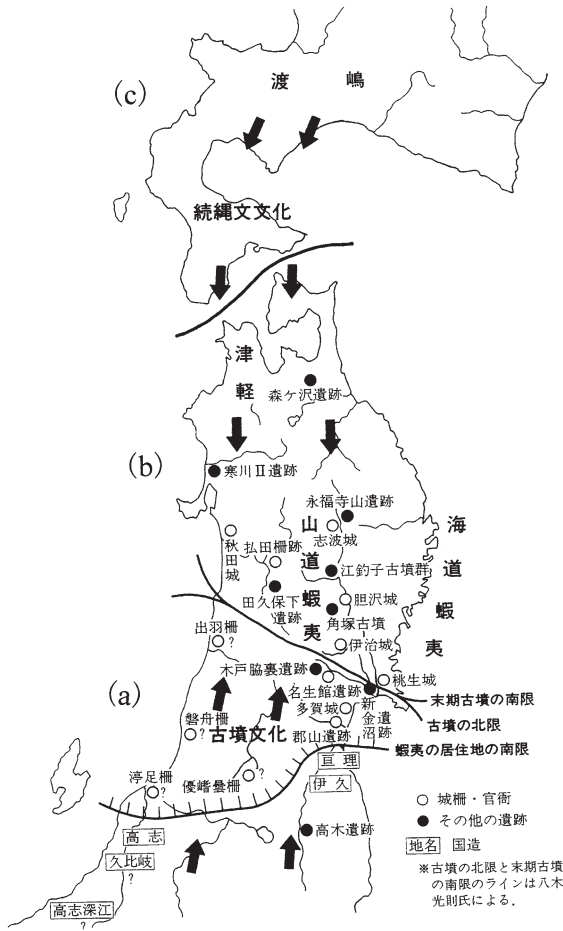 (c)
渡嶋
続縄文文化
津軽
森ケ沢遺跡
(b)
寒川Ⅱ遺跡
永福寺山遺跡
志波城
山道蝦夷
海道蝦夷
秋田城
払田柵跡
江釣子古墳群
田久保下遺跡
胆沢城
角塚古墳
出羽柵
?
伊治城
木戸脇裏遺跡
桃生城
(a)
名生館遺跡
末期古墳の南限
多賀城
新金沼遺跡
古墳の北限
磐舟柵
?
古墳文化
郡山遺跡
蝦夷の居住地の南限
亘理
渟足柵
?
優嗜曇柵
?
伊久
高志
高木遺跡
久比岐
?
高志深江
?
○ 城柵・官衙
● その他の遺跡
地名 国造
※古墳の北限と末期古墳
の南限のラインは八木
光則氏による。